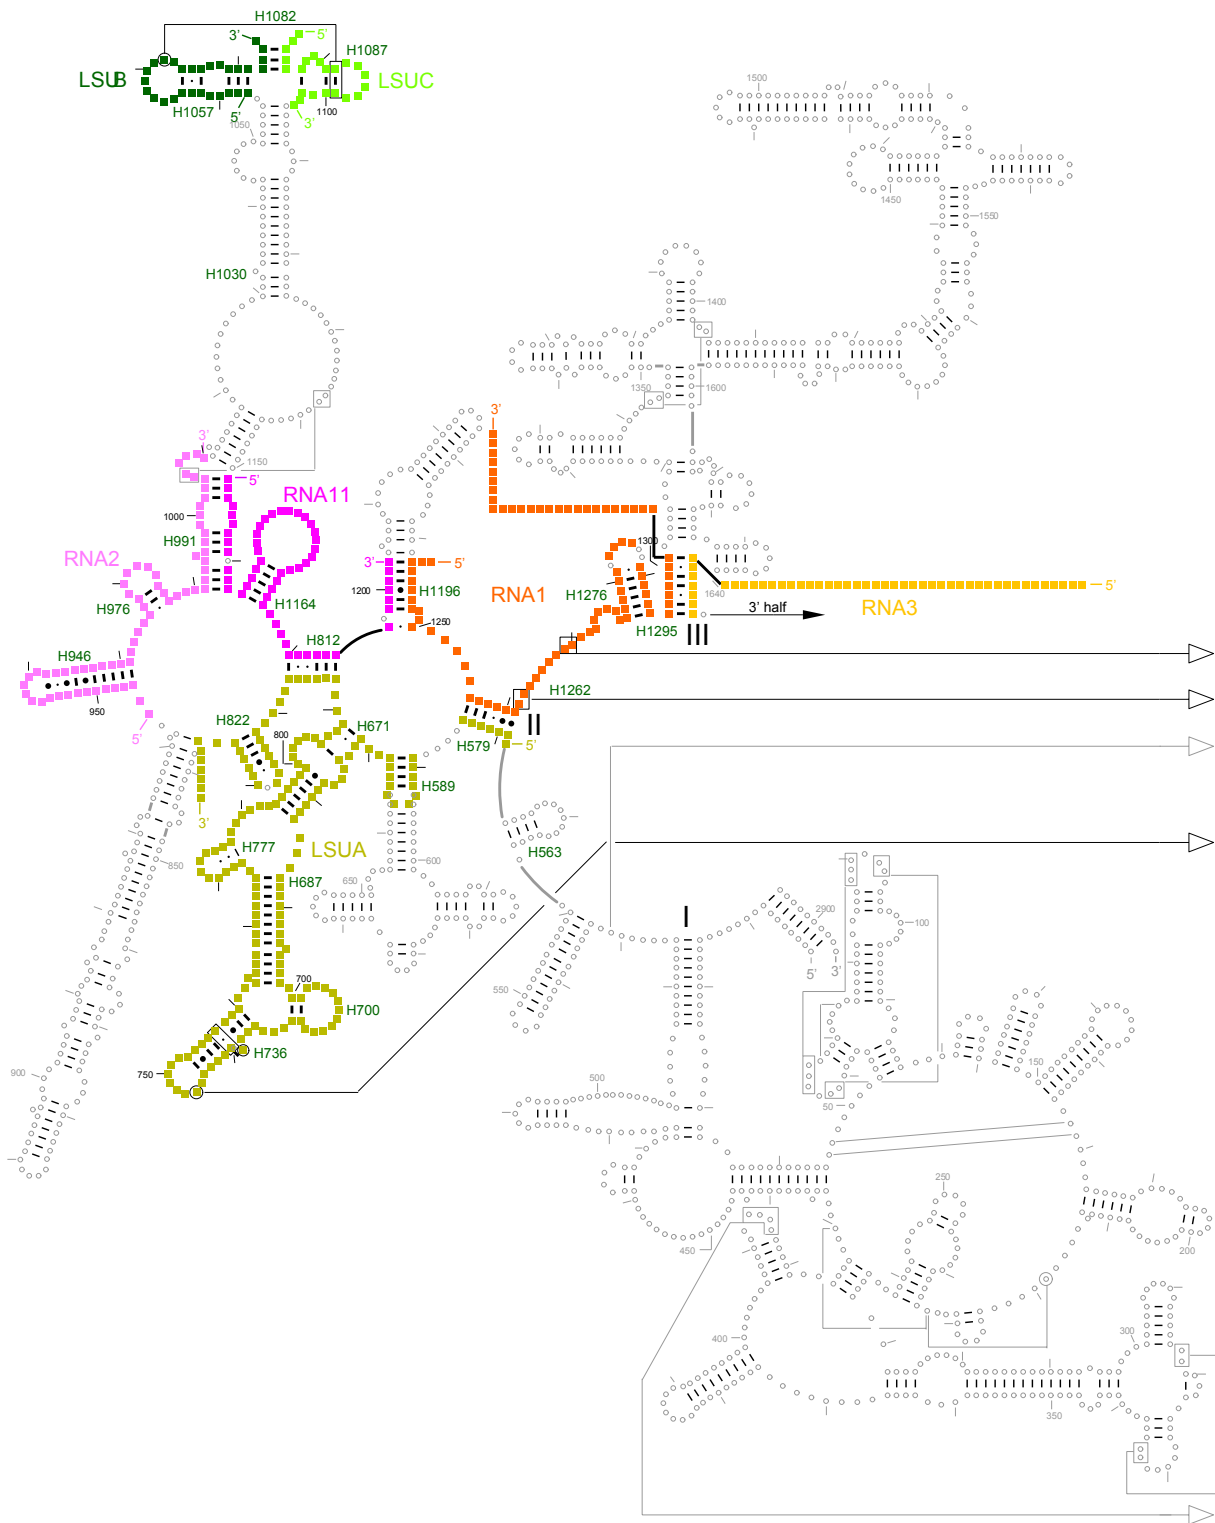 H1082
3' 5'
H1087
LSUB
LSUC
H1057
5'
1100
3'
1050
1500
1450
1550
H1030
1400
1350
1600
3'
3'
1150
5'
RNA11
1000
H991
1300
RNA2
3'
5'
H976
1200
H1196
RNA1
H1276
1640
5'
H1164
3' half
RNA3
1250
H1295
III
H812
H946
950
H1262
5'
H822
H671
II
800
H579
5'
H589
3'
H777
LSUA
H563
850
600
H687
650
I
2900
100
5' 3'
550
700
H700
H736
750
150
900
500
50
250
200
450
300
400
350